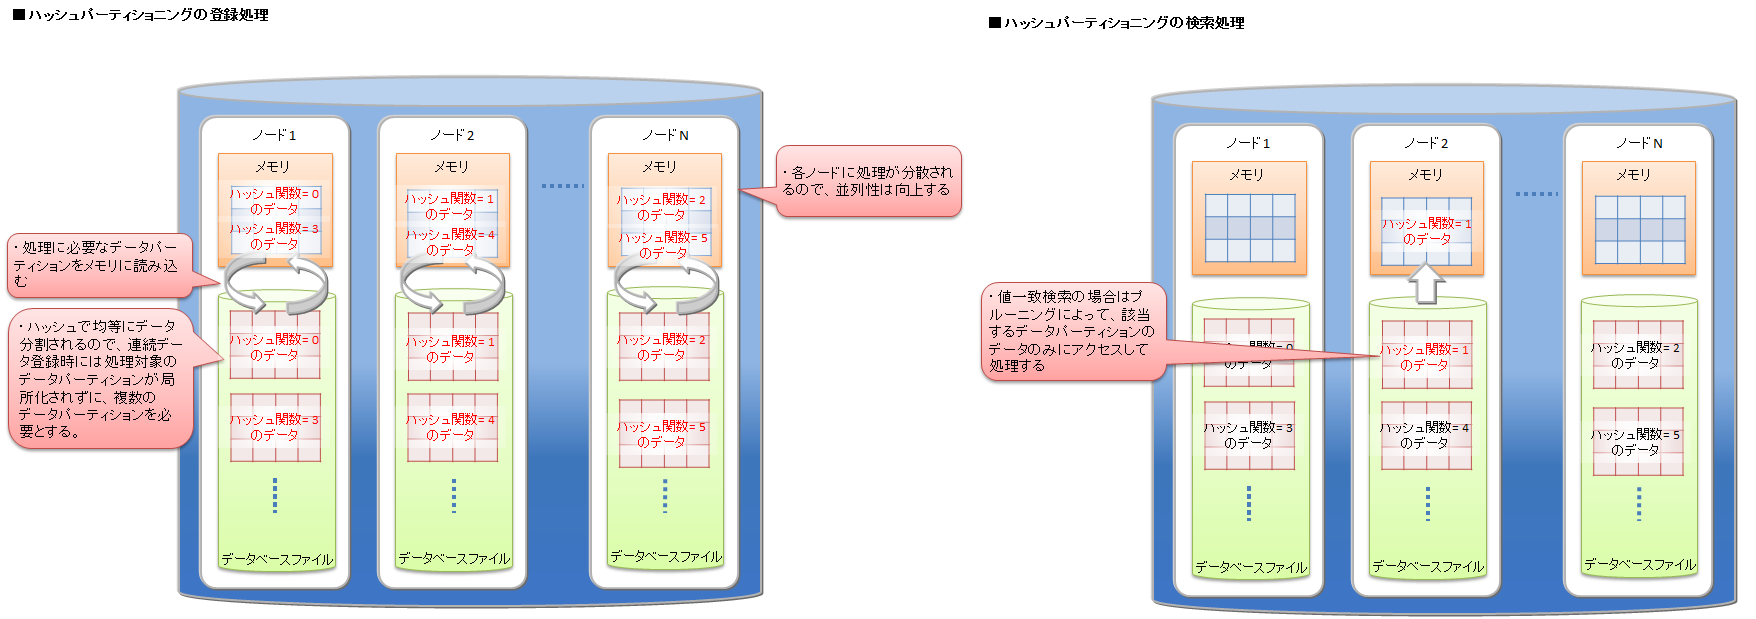 ■ハッシュパーティショニングの登録処理
ノード1
メモリ
ハッシュ関数= 0
のデータ
ハッシュ関数= 3
のデータ
ハッシュ関数= 0
のデータ
ハッシュ関数= 3
のデータ
データベースファイル
ノード2
メモリ
ハッシュ関数= 1
のデータ
ハッシュ関数= 4
のデータ
ハッシュ関数= 1
のデータ
ハッシュ関数= 4
のデータ
データベースファイル
ノードN
メモリ
ハッシュ関数= 2
のデータ
ハッシュ関数= 5
のデータ
ハッシュ関数= 2
のデータ
ハッシュ関数= 5
のデータ
データベースファイル
・処理に必要なデータパー
ティションをメモリに読み込
む
・ハッシュで均等にデータ
分割されるので、連続デー
タ登録時には処理対象の
データパーティションが局
所化されずに、複数の
データパーティションを必
要とする。
・各ノードに処理が分散され
るので、並列性は向上する
■ハッシュパーティショニングの検索処理
ノード1
メモリ
ハッシュ関数= 0
のデータ
ハッシュ関数= 3
のデータ
データベースファイル
ノード2
メモリ
ハッシュ関数= 1
のデータ
ハッシュ関数= 1
のデータ
ハッシュ関数= 4
のデータ
データベースファイル
ノードN
メモリ
ハッシュ関数= 2
のデータ
ハッシュ関数= 5
のデータ
データベースファイル
・値一致検索の場合はプ
ルーニングによって、該当
するデータパーティションの
データのみにアクセスして
処理する